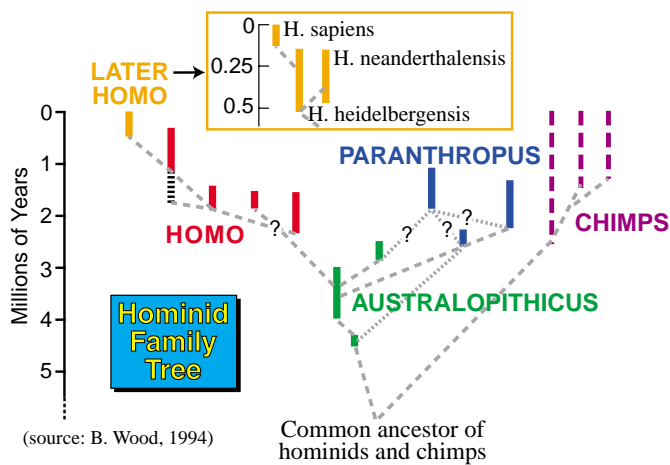 0
H. sapiens
LATER
HOMO
0.25
H. neanderthalensis
0.5
H. heidelbergensis
0
1
2
3
4
5
Millions of Years
PARANTHROPUS
?
?
?
?
HOMO
CHIMPS
AUSTRALOPITHICUS
Hominid
Family
Tree
(source: B. Wood, 1994)
Common ancestor of
hominids and chimps